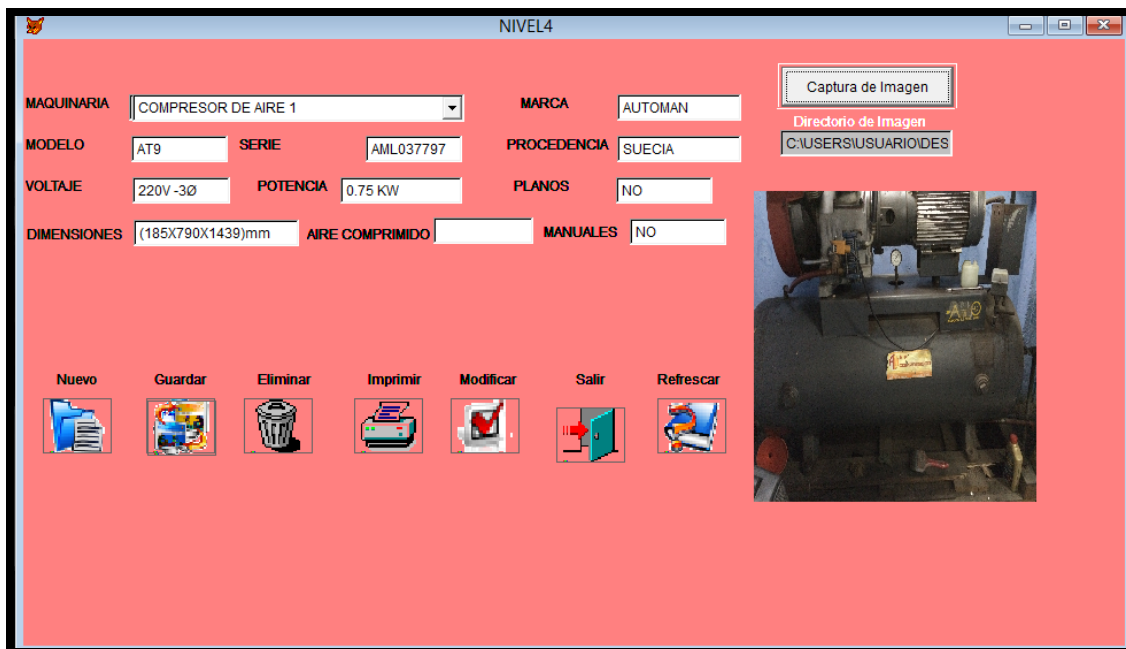 NIVEL4
MAQUINARIA COMPRESOR DE AIRE 1 MARCA AUTOMAN Captura de Imagen
Directorio de Imagen
MODELO AT9 SERIE AML037797 PROCEDENCIA SUECIA C:\USERS\USUARIO\DES
VOLTAJE 220V -3Ø POTENCIA 0.75 KW PLANOS NO
DIMENSIONES (185X790X1439)mm AIRE COMPRIMIDO MANUALES NO
Nuevo Guardar Eliminar Imprimir Modificar Salir Refrescar